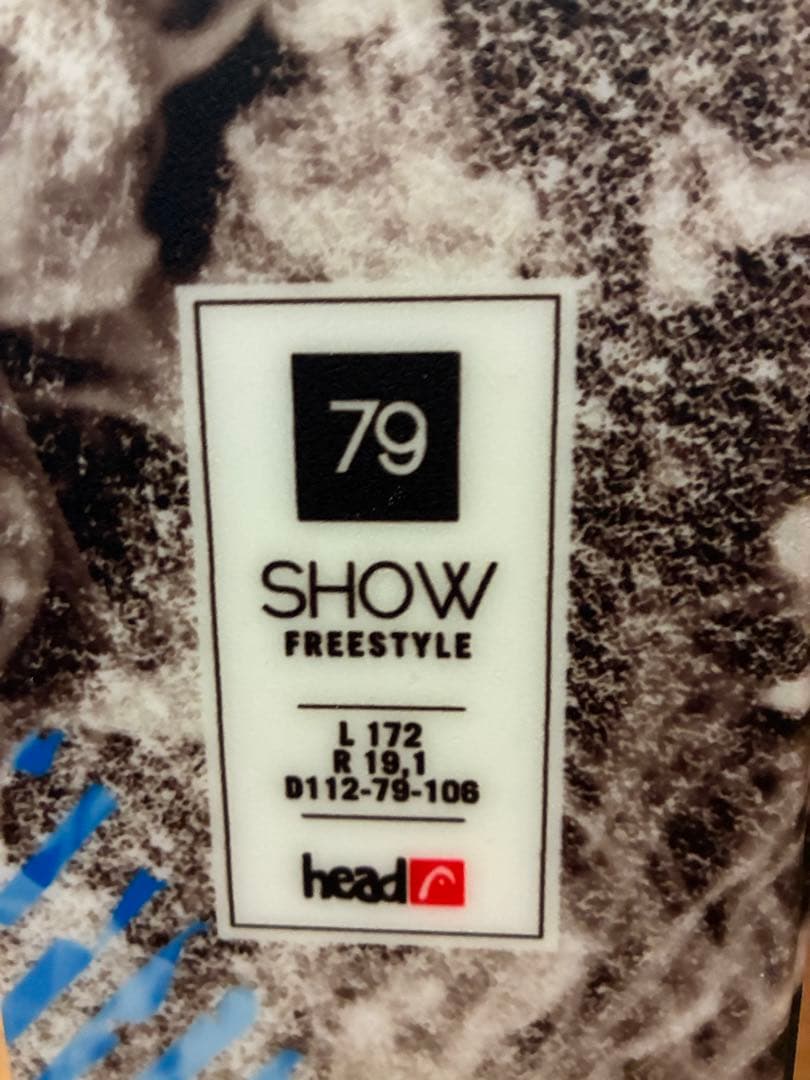 79
SHOW
FREESTYLE
L 172
R 19,1
D112-79-106
head